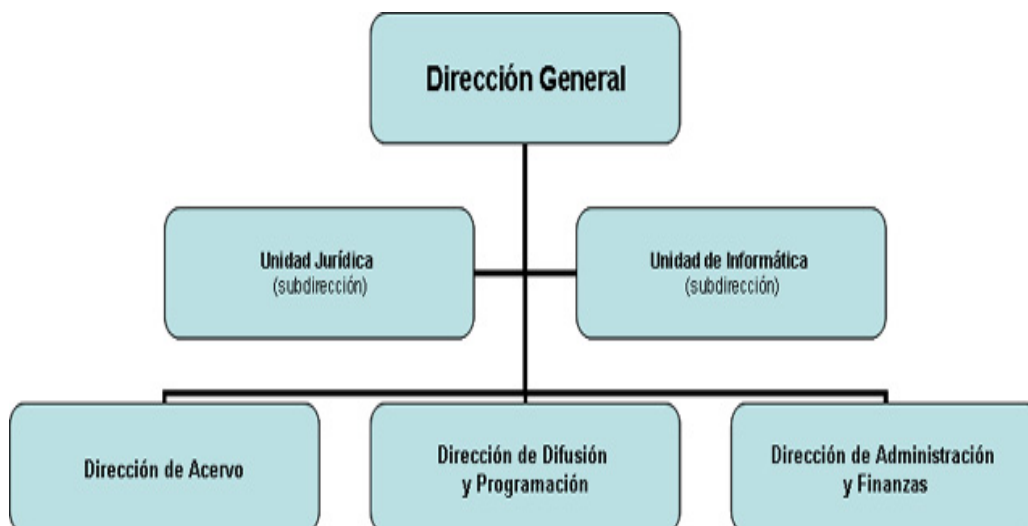 Dirección General
Unidad Jurídica
(subdirección)
Unidad de Informática
(subdirección)
Dirección de Acervo
Dirección de Difusión
y Programación
Dirección de Administración
y Finanzas